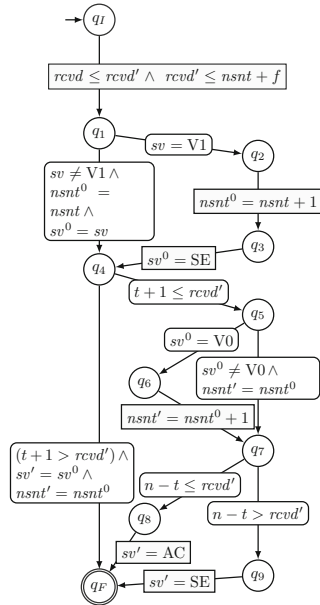 q_I
rcvd ≤ rcvd′ ∧ rcvd′ ≤ nsnt + f
q_1
sv = V1
q_2
sv ≠ V1 ∧
nsnt^0 =
nsnt ∧
sv^0 = sv
nsnt^0 = nsnt + 1
q_3
sv^0 = SE
q_4
t + 1 ≤ rcvd′
q_5
sv^0 = V0
sv^0 ≠ V0 ∧
nsnt′ = nsnt^0
q_6
nsnt′ = nsnt^0 + 1
q_7
(t + 1 > rcvd′) ∧
sv′ = sv^0 ∧
nsnt′ = nsnt^0
n − t ≤ rcvd′
q_8
n − t > rcvd′
sv′ = AC
q_F
sv′ = SE
q_9